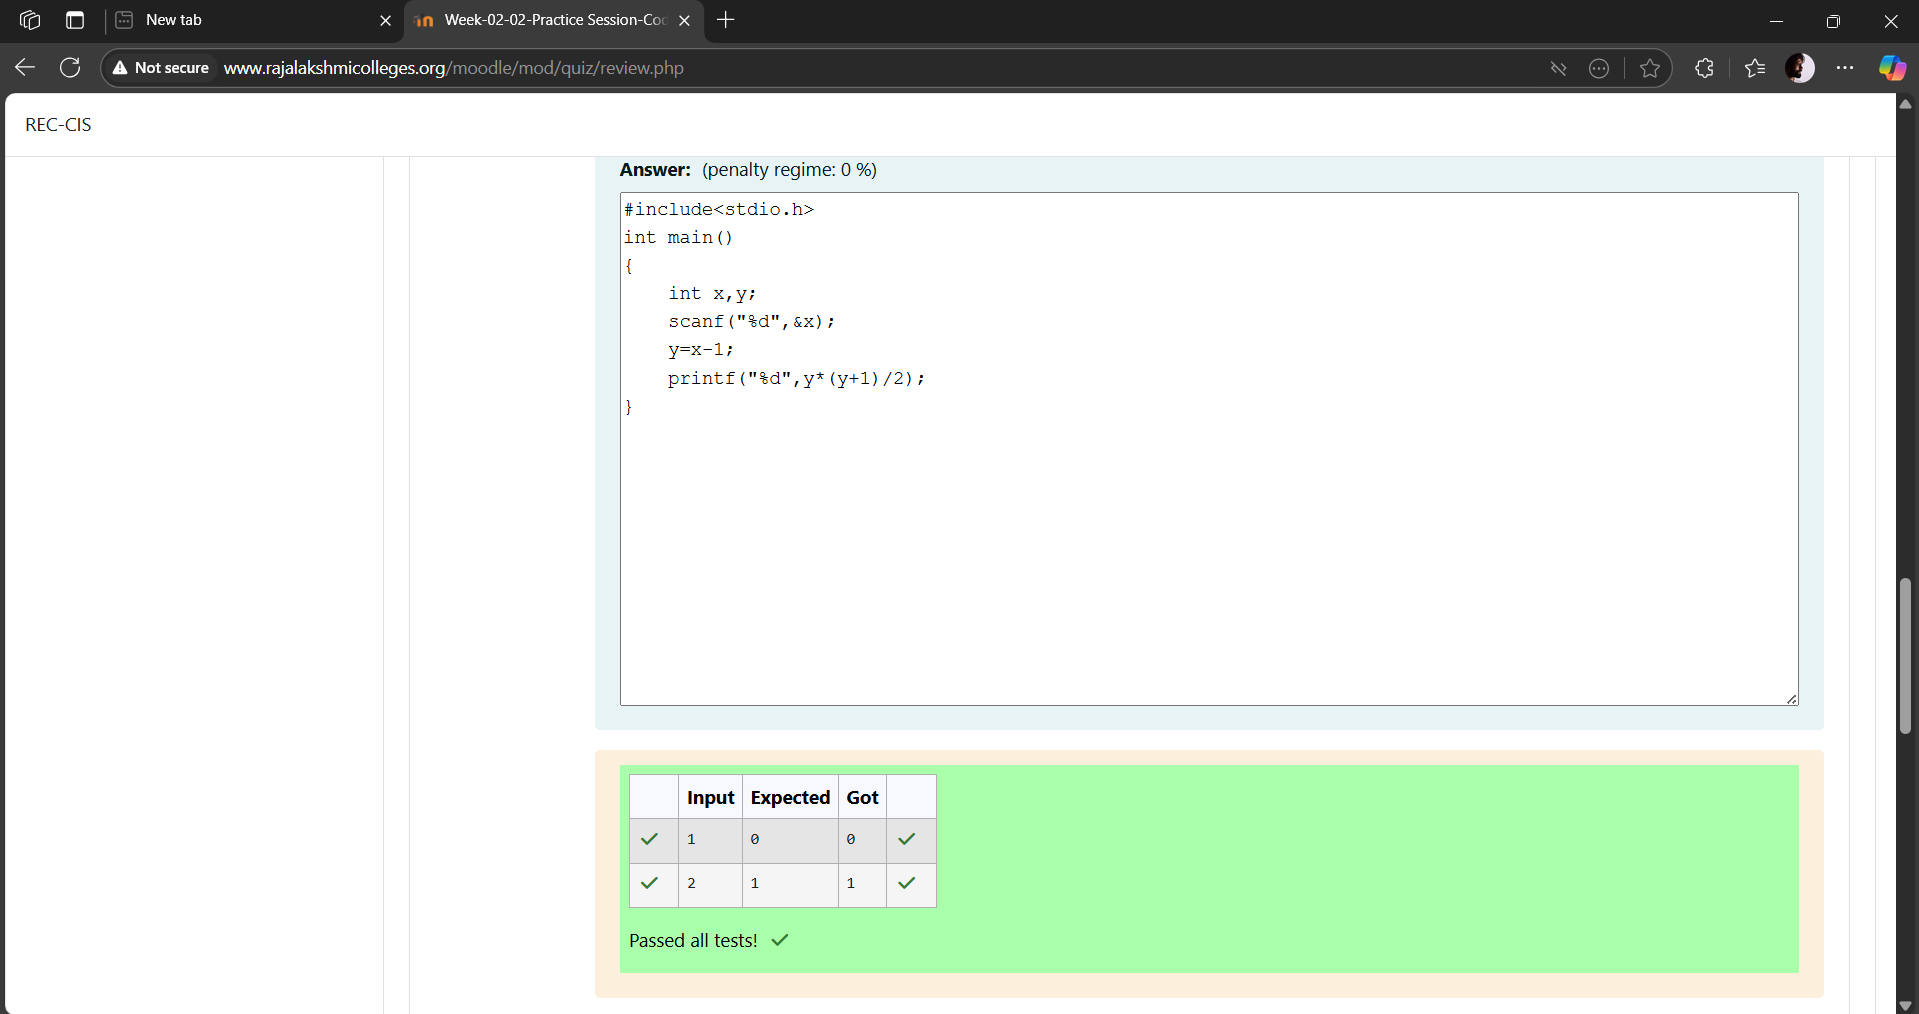 New tab
Week-02-02-Practice Session-Co
Not secure www.rajalakshmicolleges.org/moodle/mod/quiz/review.php
REC-CIS
Answer: (penalty regime: 0 %)
#include<stdio.h>
int main()
{
    int x,y;
    scanf("%d",&x);
    y=x-1;
    printf("%d",y*(y+1)/2);
}
Input Expected Got
1 0 0
2 1 1
Passed all tests!